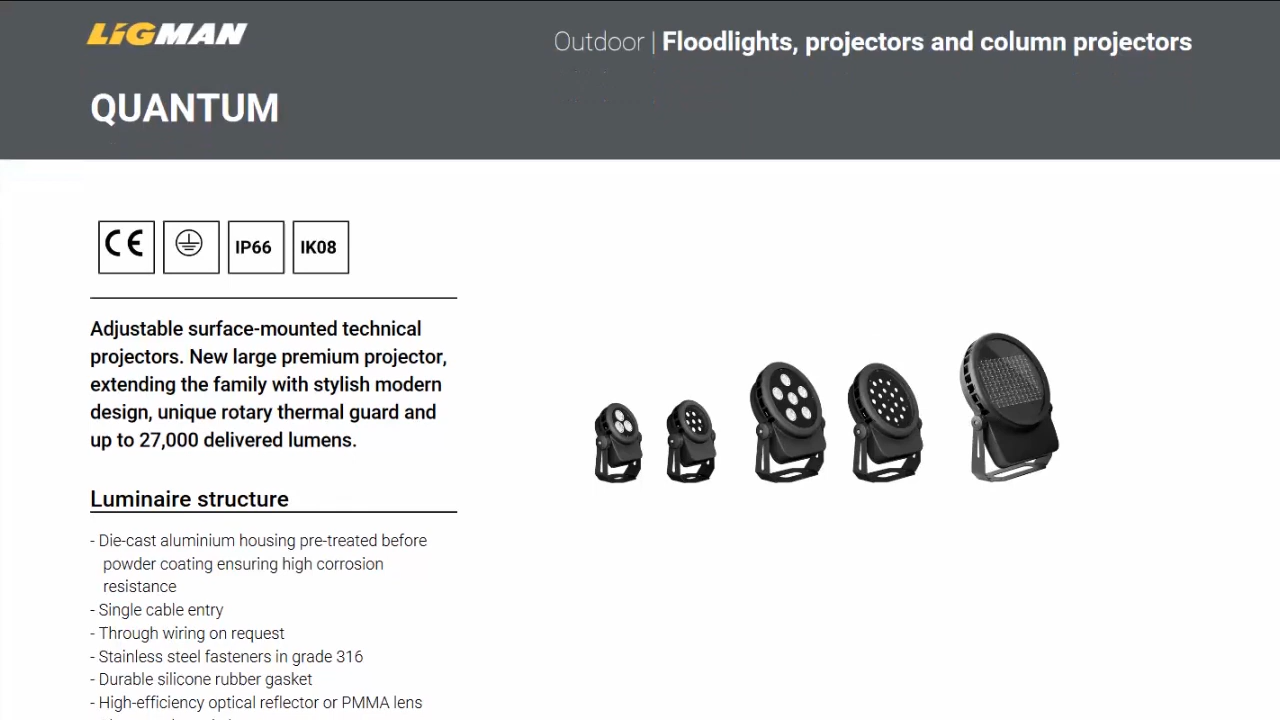 LIGMAN
Outdoor | Floodlights, projectors and column projectors
QUANTUM
CE
IP66
IK08
Adjustable surface-mounted technical
projectors. New large premium projector,
extending the family with stylish modern
design, unique rotary thermal guard and
up to 27,000 delivered lumens.
Luminaire structure
- Die-cast aluminium housing pre-treated before
powder coating ensuring high corrosion
resistance
- Single cable entry
- Through wiring on request
- Stainless steel fasteners in grade 316
- Durable silicone rubber gasket
- High-efficiency optical reflector or PMMA lens